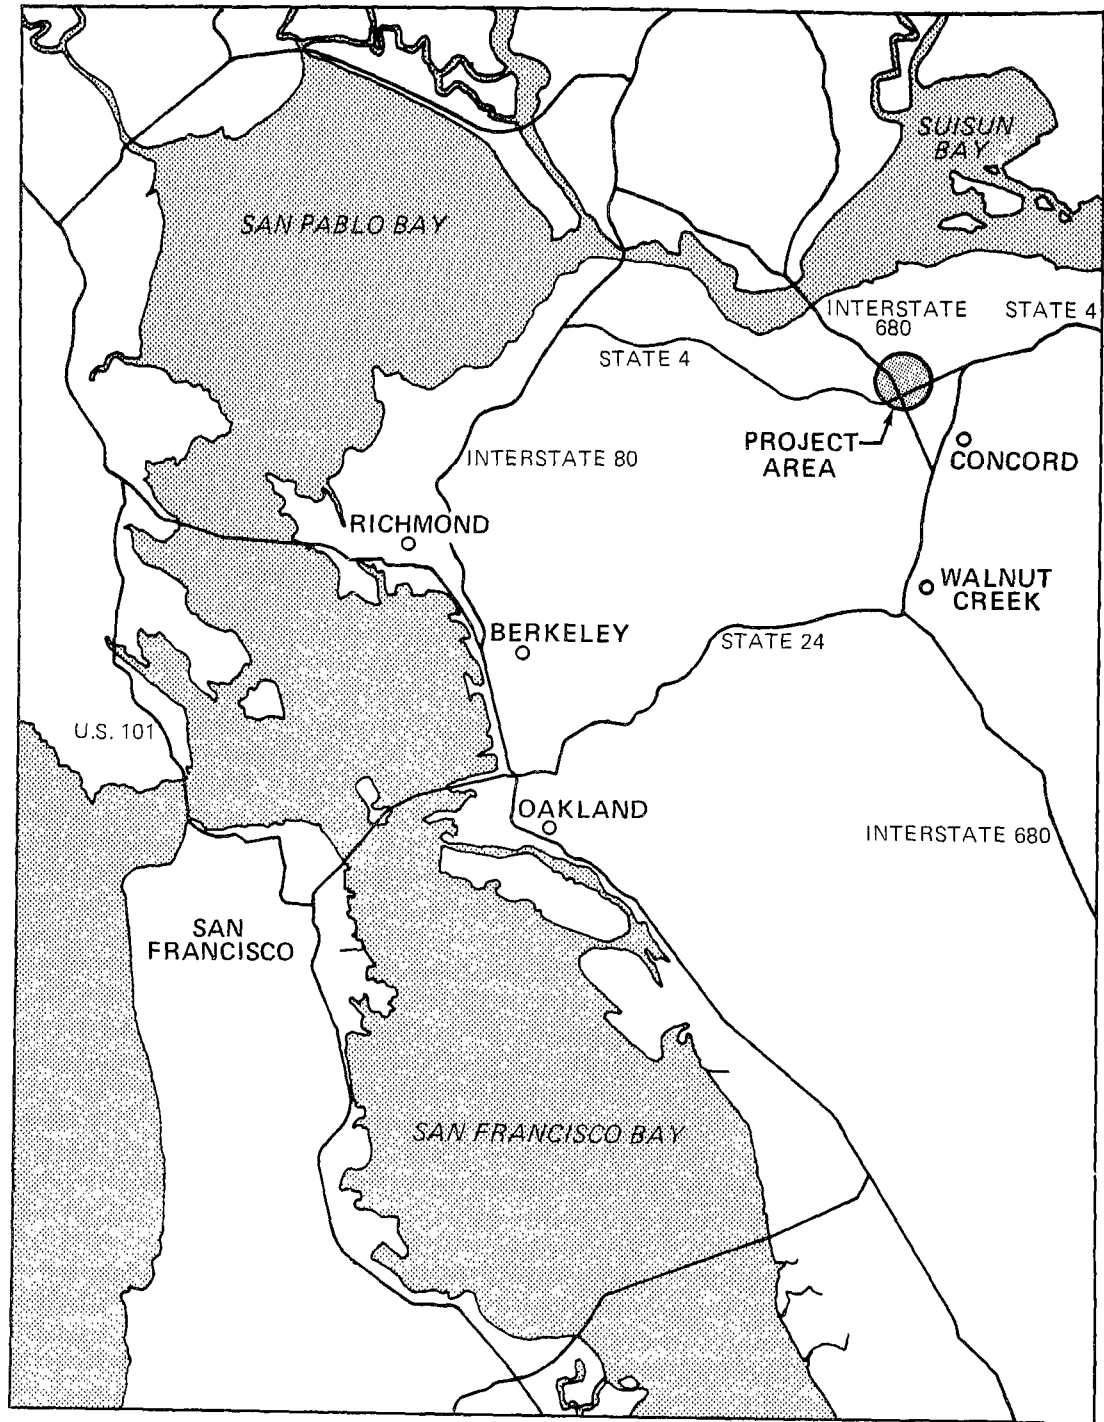 SUISUN
BAY
SAN PABLO BAY
INTERSTATE
680
STATE 4
STATE 4
PROJECT
AREA
CONCORD
INTERSTATE 80
RICHMOND
WALNUT
CREEK
BERKELEY
STATE 24
U.S. 101
OAKLAND
INTERSTATE 680
SAN
FRANCISCO
SAN FRANCISCO BAY